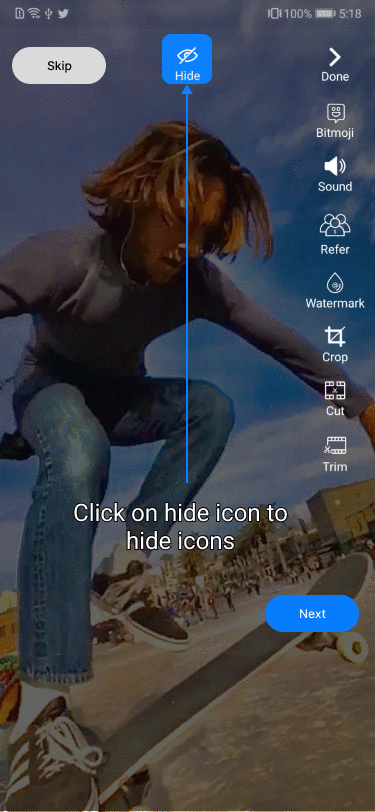 100% 5:18
Skip
Hide
Done
Bitmoji
Sound
Refer
Watermark
Crop
Cut
Trim
Click on hide icon to
hide icons
Next